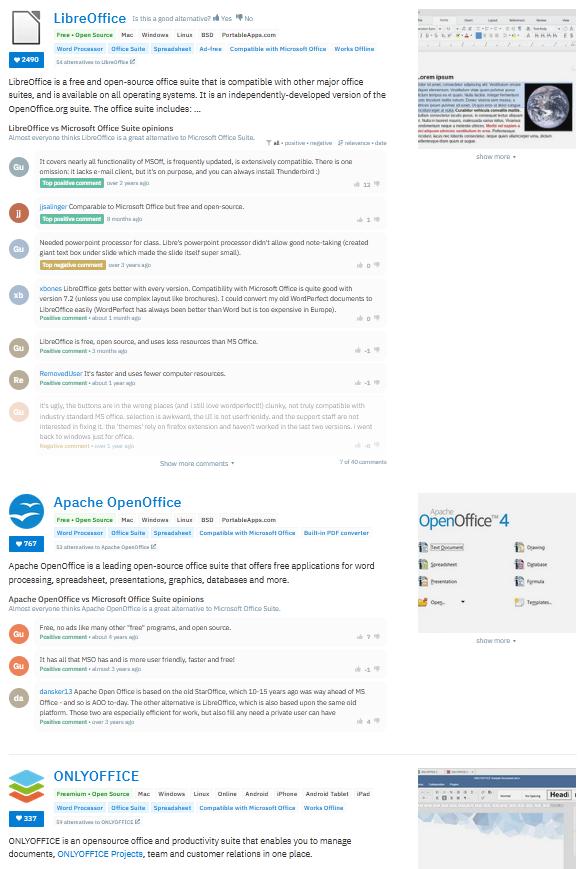 LibreOffice Is this a good alternative? Yes No
Free • Open Source Mac Windows Linux BSD PortableApps.com
Word Processor Office Suite Spreadsheet Ad-free Compatible with Microsoft Office Works Offline
♥ 2490
54 alternatives to LibreOffice
LibreOffice is a free and open-source office suite that is compatible with other major office
suites, and is available on all operating systems. It is an independently-developed version of the
OpenOffice.org suite. The office suite includes: ...
LibreOffice vs Microsoft Office Suite opinions
Almost everyone thinks LibreOffice is a great alternative to Microsoft Office Suite.
all • positive • negative relevance • date
Gu
It covers nearly all functionality of MSOff, is frequently updated, is extensively compatible. There is one
omission: it lacks e-mail client, but it's on purpose, and you can always install Thunderbird :)
Top positive comment • over 2 years ago
12
jj
jjsalinger Comparable to Microsoft Office but free and open-source.
Top positive comment • 8 months ago
1
Gu
Needed powerpoint processor for class. Libre's powerpoint processor didn't allow good note-taking (created
giant text box under slide which made the slide itself super small).
Top negative comment • over 3 years ago
0
xb
xbones LibreOffice gets better with every version. Compatibility with Microsoft Office is quite good with
version 7.2 (unless you use complex layout like brochures). I could convert my old WordPerfect documents to
LibreOffice easily (WordPerfect has always been better than Word but is too expensive in Europe).
Positive comment • about 1 month ago
0
Gu
LibreOffice is free, open source, and uses less resources than MS Office.
Positive comment • 3 months ago
-1
Re
RemovedUser It's faster and uses fewer computer resources.
Positive comment • about 1 year ago
-1
Gu
It's ugly, the buttons are in the wrong places (and i still love wordperfect!!) clunky, not truly compatible with
industry standard MS office. selection is awkward, the UI is not userfrienldy. and the support staff are not
interested in fixing it. the 'themes' rely on firefox extension and haven't worked in the last two versions. i went
back to windows just for office.
Negative comment • over 1 year ago
Show more comments
7 of 40 comments
Lorem ipsum
show more
Apache OpenOffice
Free • Open Source Mac Windows Linux BSD PortableApps.com
Word Processor Office Suite Spreadsheet Compatible with Microsoft Office Built-in PDF converter
♥ 767
53 alternatives to Apache OpenOffice
Apache OpenOffice is a leading open-source office suite that offers free applications for word
processing, spreadsheet, presentations, graphics, databases and more.
Apache OpenOffice vs Microsoft Office Suite opinions
Almost everyone thinks Apache OpenOffice is a great alternative to Microsoft Office Suite.
Gu
Free, no ads like many other "free" programs, and open source.
Positive comment • about 4 years ago
7
Gu
It has all that MSO has and is more user friendly, faster and free!
Positive comment • almost 3 years ago
-1
da
dansker13 Apache Open Office is based on the old StarOffice, which 10-15 years ago was way ahead of MS
Office - and so is AOO to-day. The other alternative is LibreOffice, which is also based upon the same old
platform. Those two are especially efficient for work, but also fill any need a private user can have
Positive comment • over 3 years ago
4
Apache
OpenOffice™ 4
Text Document Drawing
Spreadsheet Database
Presentation Formula
Open... Templates...
show more
ONLYOFFICE
Freemium • Open Source Mac Windows Linux Online Android iPhone Android Tablet iPad
Word Processor Office Suite Spreadsheet Compatible with Microsoft Office Works Offline
♥ 337
59 alternatives to ONLYOFFICE
ONLYOFFICE is an opensource office and productivity suite that enables you to manage
documents, ONLYOFFICE Projects, team and customer relations in one place.
Normal No Spacing Headi